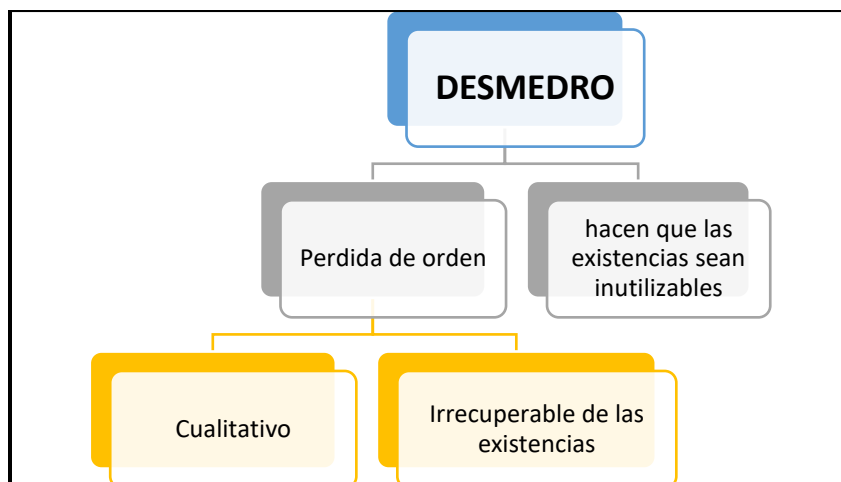 DESMEDRO
Perdida de orden
hacen que las
existencias sean
inutilizables
Cualitativo
Irrecuperable de las
existencias